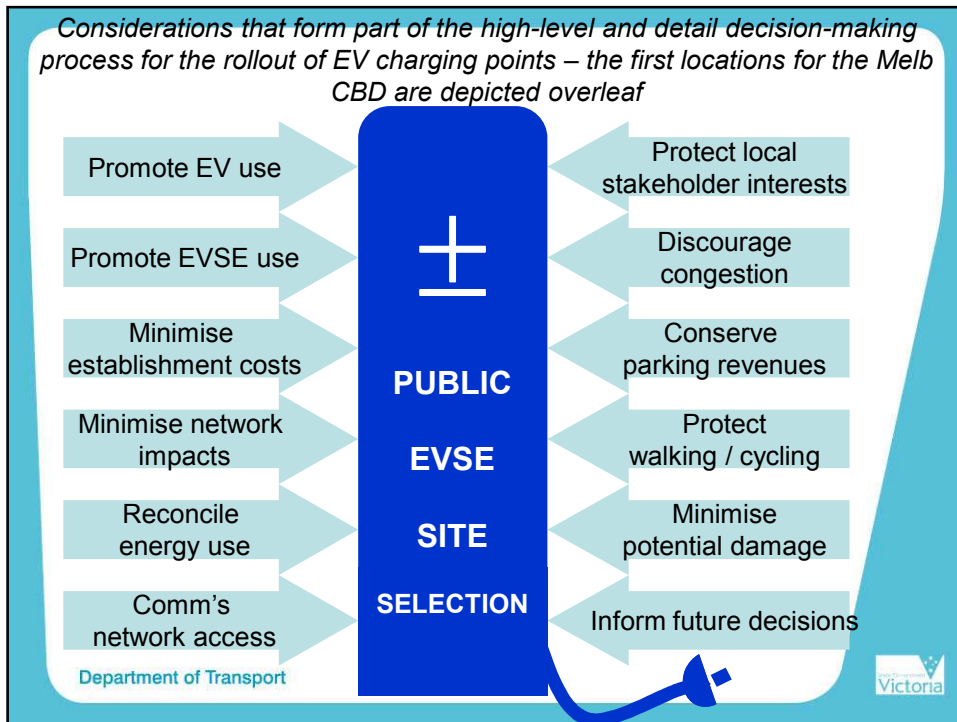 Considerations that form part of the high-level and detail decision-making
process for the rollout of EV charging points – the first locations for the Melb
CBD are depicted overleaf
Promote EV use
Promote EVSE use
Minimise
establishment costs
Minimise network
impacts
Reconcile
energy use
Comm's
network access
±
PUBLIC
EVSE
SITE
SELECTION
Protect local
stakeholder interests
Discourage
congestion
Conserve
parking revenues
Protect
walking / cycling
Minimise
potential damage
Inform future decisions
Department of Transport
Victoria